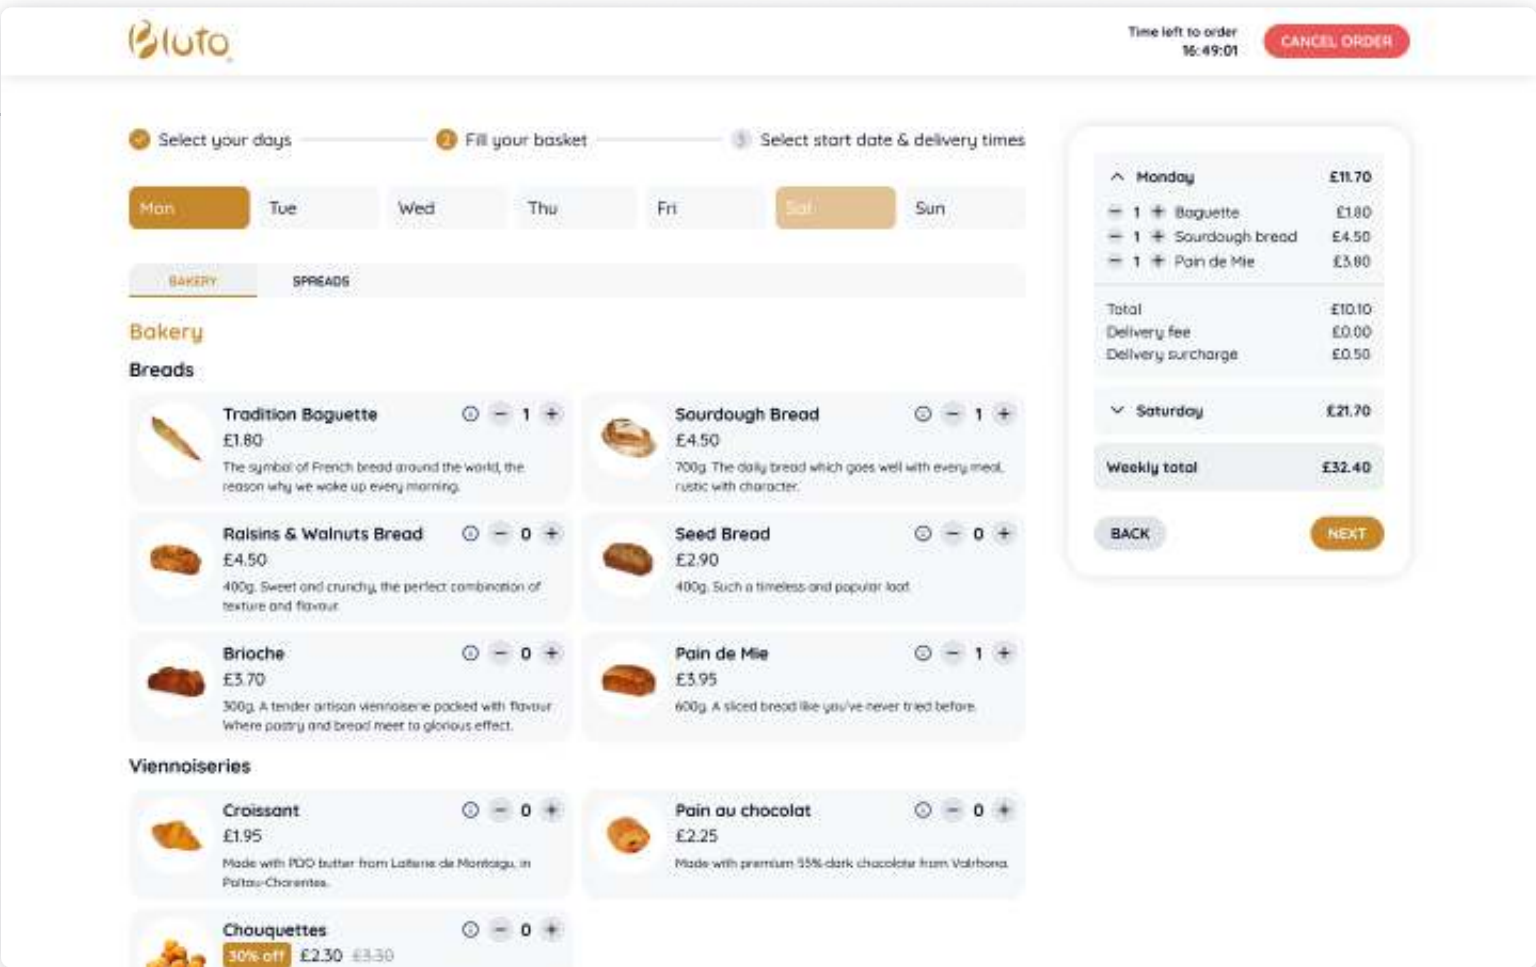 Bluto
Time left to order
16:49:01
CANCEL ORDER
Select your days
2 Fill your basket
3 Select start date & delivery times
Mon
Tue
Wed
Thu
Fri
Sat
Sun
BAKERY
SPREADS
Bakery
Breads
Tradition Baguette
1
£1.80
The symbol of French bread around the world, the
reason why we wake up every morning.
Sourdough Bread
1
£4.50
700g. The daily bread which goes well with every meal,
rustic with character.
Raisins & Walnuts Bread
0
£4.50
400g. Sweet and crunchy, the perfect combination of
texture and flavour.
Seed Bread
0
£2.90
400g. Such a timeless and popular loaf.
Brioche
0
£3.70
300g. A tender artisan viennoiserie packed with flavour.
Where pastry and bread meet to glorious effect.
Pain de Mie
1
£3.95
600g. A sliced bread like you've never tried before.
Viennoiseries
Croissant
0
£1.95
Made with PDO butter from Laiterie de Montaigu, in
Poitou-Charentes.
Pain au chocolat
0
£2.25
Made with premium 55% dark chocolate from Valrhona.
Chouquettes
0
30% off £2.30 £3.30
Monday £11.70
1 Baguette £1.80
1 Sourdough bread £4.50
1 Pain de Mie £3.80
Total £10.10
Delivery fee £0.00
Delivery surcharge £0.50
Saturday £21.70
Weekly total £32.40
BACK
NEXT